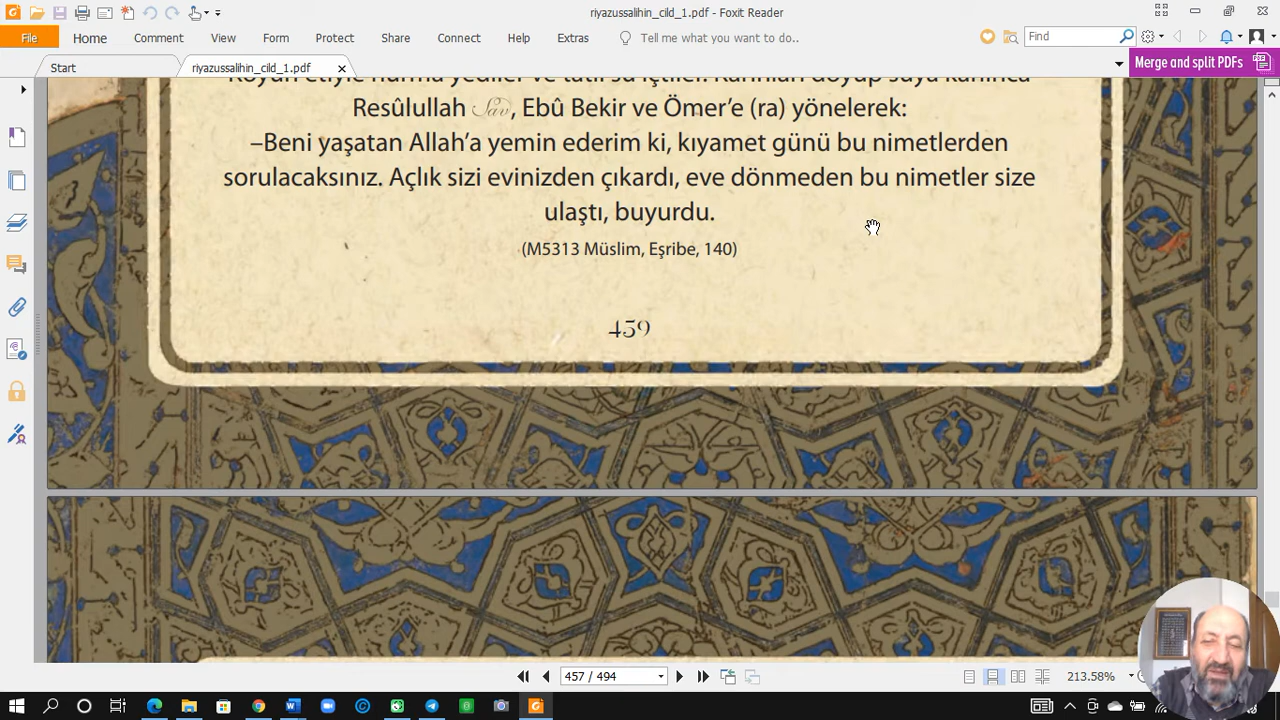 riyazussalihin_cild_1.pdf - Foxit Reader
File Home Comment View Form Protect Share Connect Help Extras Tell me what you want to do.. Find
Start riyazussalihin_cild_1.pdf Merge and split PDFs
Resûlullah Sav, Ebû Bekir ve Ömer’e (ra) yönelerek:
–Beni yaşatan Allah’a yemin ederim ki, kıyamet günü bu nimetlerden
sorulacaksınız. Açlık sizi evinizden çıkardı, eve dönmeden bu nimetler size
ulaştı, buyurdu.
(M5313 Müslim, Eşribe, 140)
459
457 / 494 213.58%